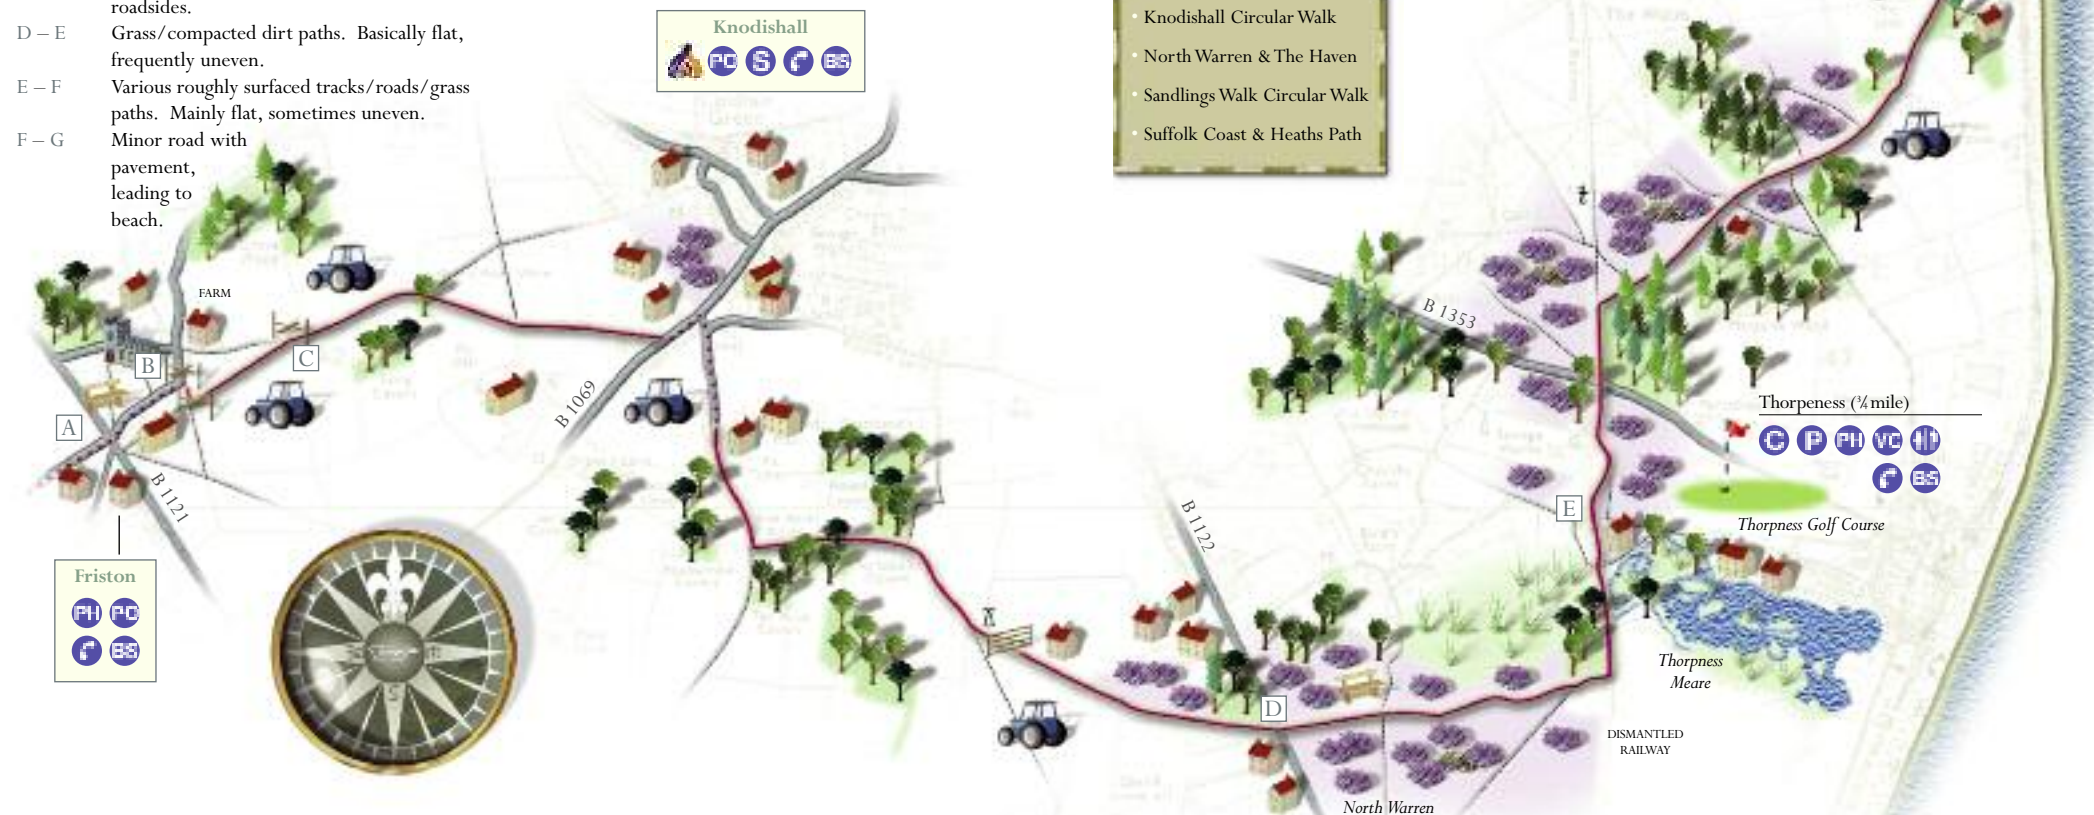 roadsides.
D – E Grass/compacted dirt paths. Basically flat,
frequently uneven.
E – F Various roughly surfaced tracks/roads/grass
paths. Mainly flat, sometimes uneven.
F – G Minor road with
pavement,
leading to
beach.
Knodishall
PO S BS
• Knodishall Circular Walk
• North Warren & The Haven
• Sandlings Walk Circular Walk
• Suffolk Coast & Heaths Path
FARM
B
C
A
B 1121
B 1069
Friston
PH PO
BS
B 1353
Thorpeness (¾ mile)
C P PH VC
BS
E
Thorpness Golf Course
B 1122
D
Thorpness
Meare
DISMANTLED
RAILWAY
North Warren
S